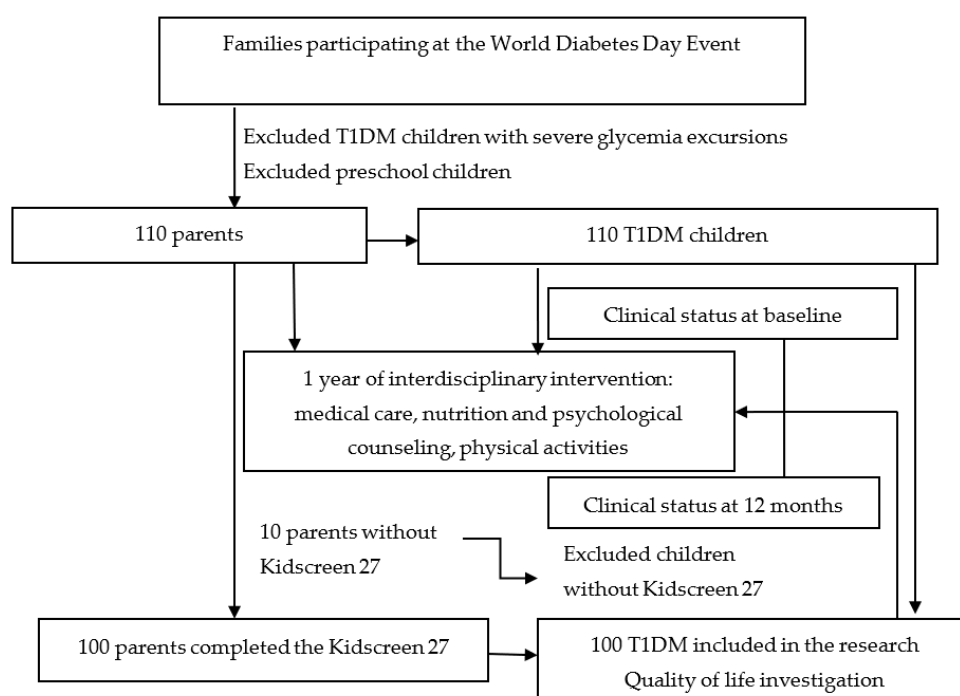 Families participating at the World Diabetes Day Event
Excluded T1DM children with severe glycemia excursions
Excluded preschool children
110 parents
110 T1DM children
Clinical status at baseline
1 year of interdisciplinary intervention:
medical care, nutrition and psychological
counseling, physical activities
Clinical status at 12 months
10 parents without
Kidscreen 27
Excluded children
without Kidscreen 27
100 parents completed the Kidscreen 27
100 T1DM included in the research
Quality of life investigation